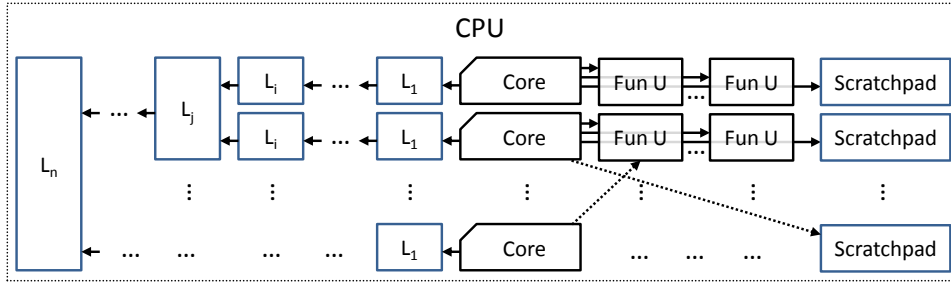 CPU
L₁ ... Lᵢ Core Fun U Fun U Scratchpad
... Lⱼ Lᵢ ... L₁ Core Fun U ... Fun U Scratchpad
Lₙ
... ... ... ... ... ... ...
... ... ... ... L₁ Core ... ... ... Scratchpad